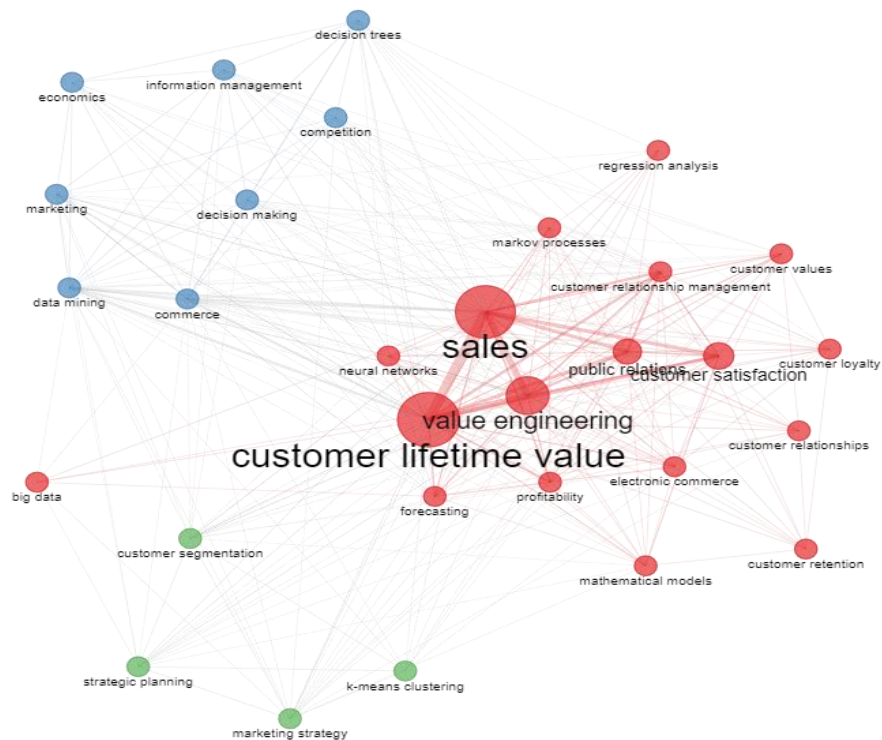 decision trees
information management
economics
competition
regression analysis
marketing
decision making
markov processes
customer values
customer relationship management
data mining
commerce
sales
neural networks
public relations
customer satisfaction
customer loyalty
value engineering
customer relationships
customer lifetime value
electronic commerce
big data
forecasting
profitability
customer segmentation
customer retention
mathematical models
strategic planning
k-means clustering
marketing strategy